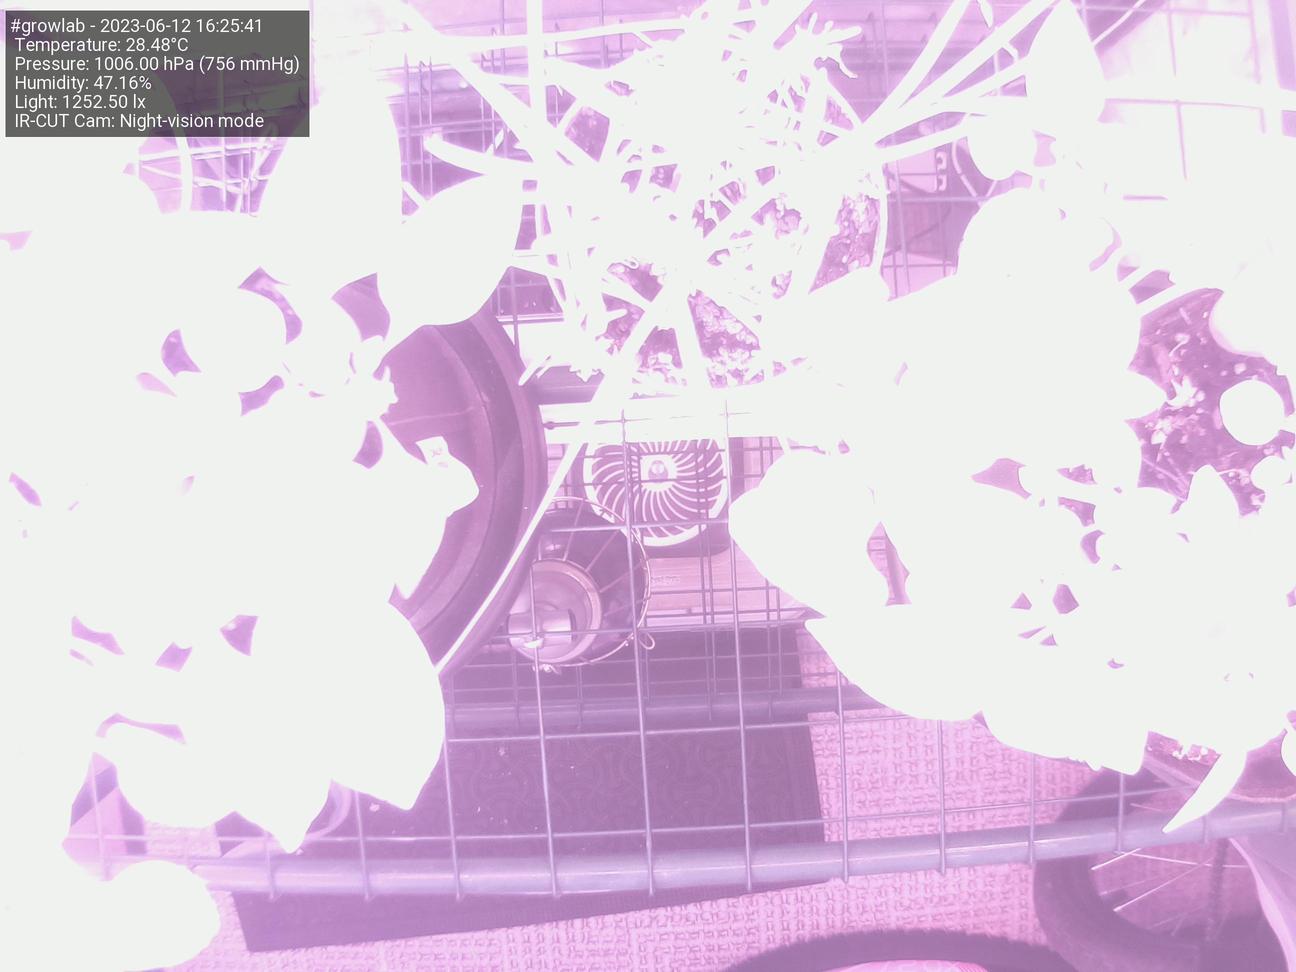 #growlab - 2023-06-12 16:25:41
Temperature: 28.48°C
Pressure: 1006.00 hPa (756 mmHg)
Humidity: 47.16%
Light: 1252.50 lx
IR-CUT Cam: Night-vision mode